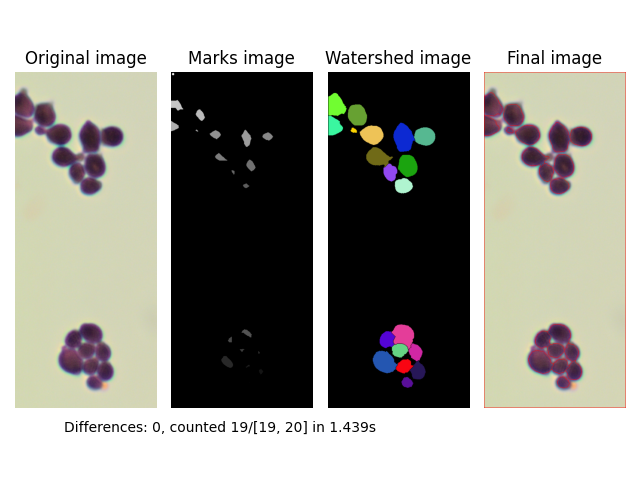 Original image
Marks image
Watershed image
Final image
Differences: 0, counted 19/[19, 20] in 1.439s